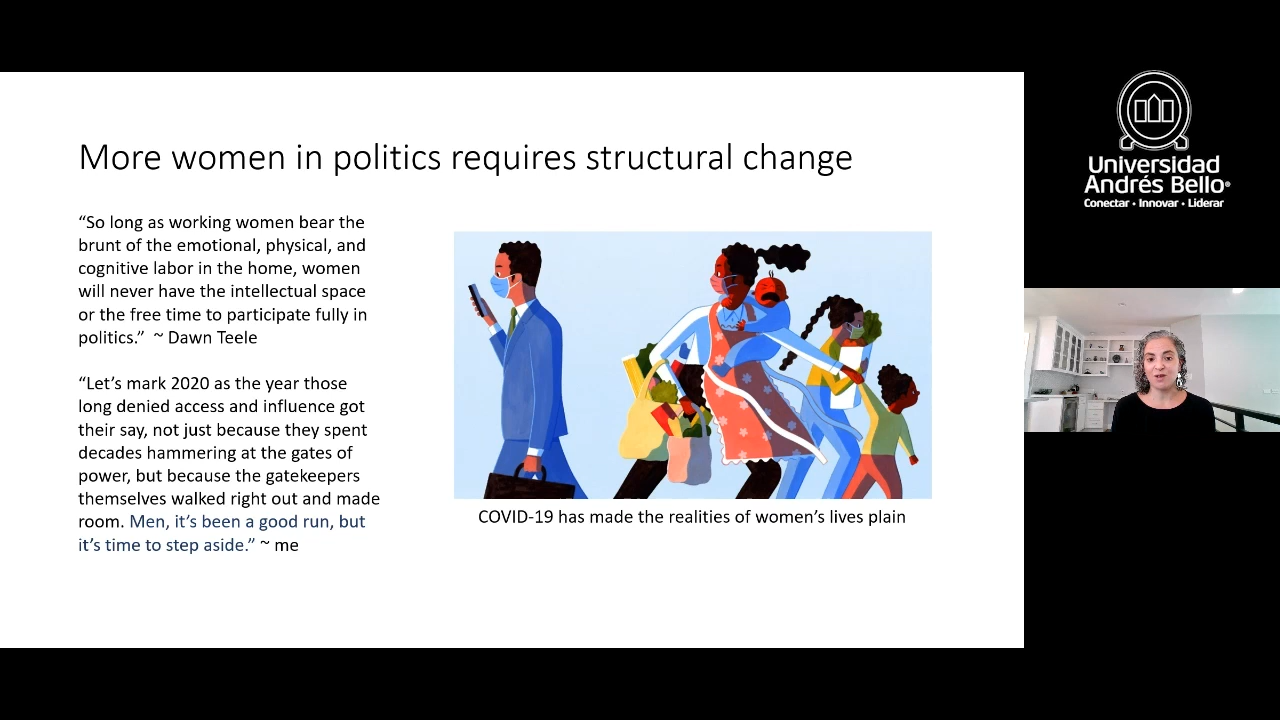 More women in politics requires structural change
“So long as working women bear the
brunt of the emotional, physical, and
cognitive labor in the home, women
will never have the intellectual space
or the free time to participate fully in
politics.” ~ Dawn Teele
“Let’s mark 2020 as the year those
long denied access and influence got
their say, not just because they spent
decades hammering at the gates of
power, but because the gatekeepers
themselves walked right out and made
room. Men, it’s been a good run, but
it’s time to step aside.” ~ me
COVID-19 has made the realities of women’s lives plain
Universidad
Andrés Bello®
Conectar • Innovar • Liderar